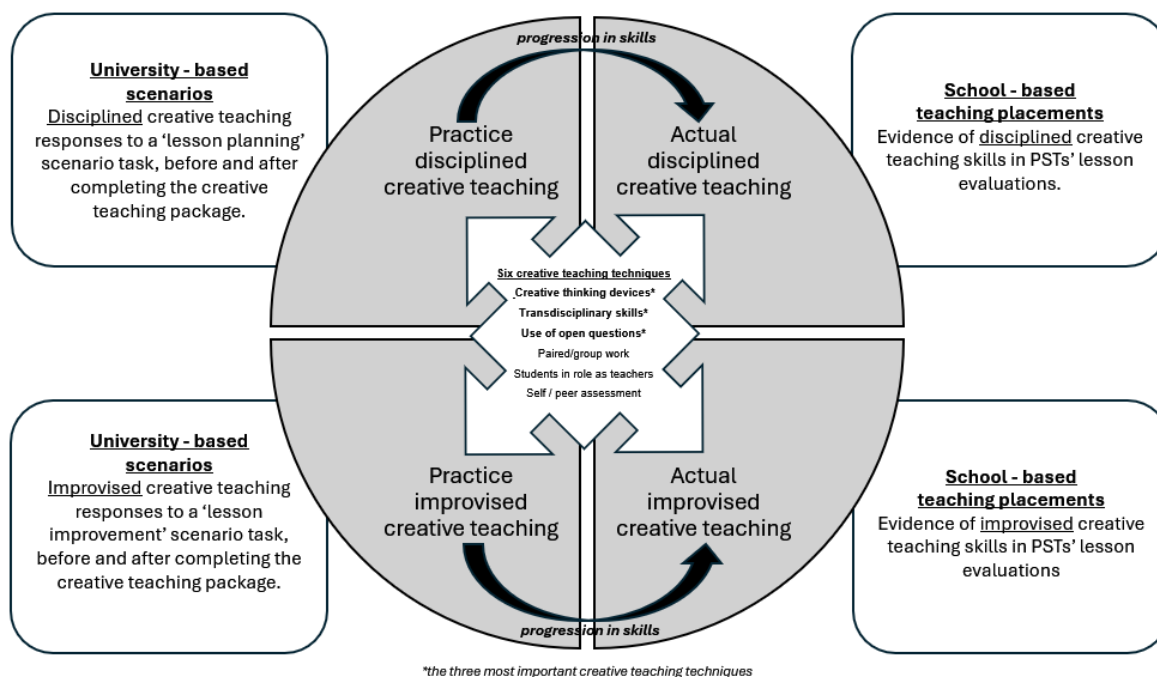 progression in skills
University - based
scenarios
Disciplined creative teaching
responses to a ‘lesson planning’
scenario task, before and after
completing the creative
teaching package.
Practice
disciplined
creative teaching
Actual
disciplined
creative teaching
School - based
teaching placements
Evidence of disciplined creative
teaching skills in PSTs’ lesson
evaluations.
Six creative teaching techniques
Creative thinking devices*
Transdisciplinary skills*
Use of open questions*
Paired/group work
Students in role as teachers
Self / peer assessment
University - based
scenarios
Improvised creative teaching
responses to a ‘lesson
improvement’ scenario task,
before and after completing the
creative teaching package.
Practice
improvised
creative teaching
Actual
improvised
creative teaching
School - based
teaching placements
Evidence of improvised creative
teaching skills in PSTs’ lesson
evaluations
progression in skills
*the three most important creative teaching techniques